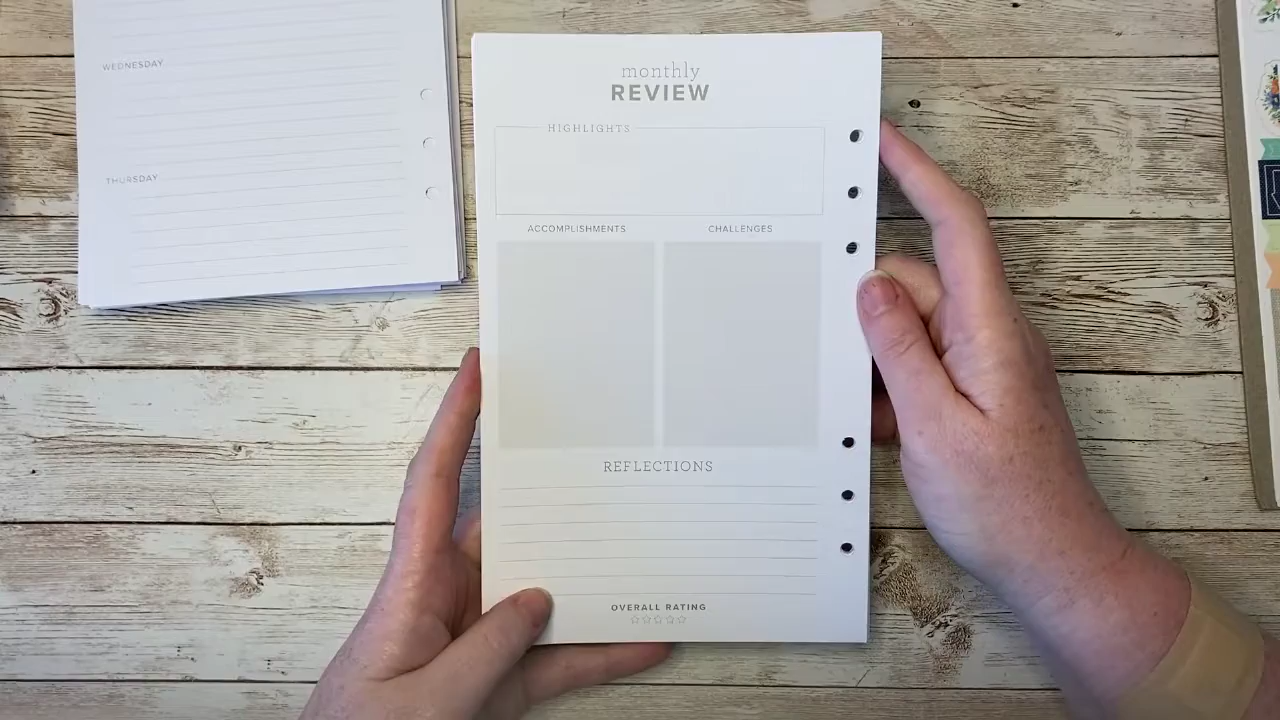 WEDNESDAY
THURSDAY
monthly
REVIEW
HIGHLIGHTS
ACCOMPLISHMENTS CHALLENGES
REFLECTIONS
OVERALL RATING